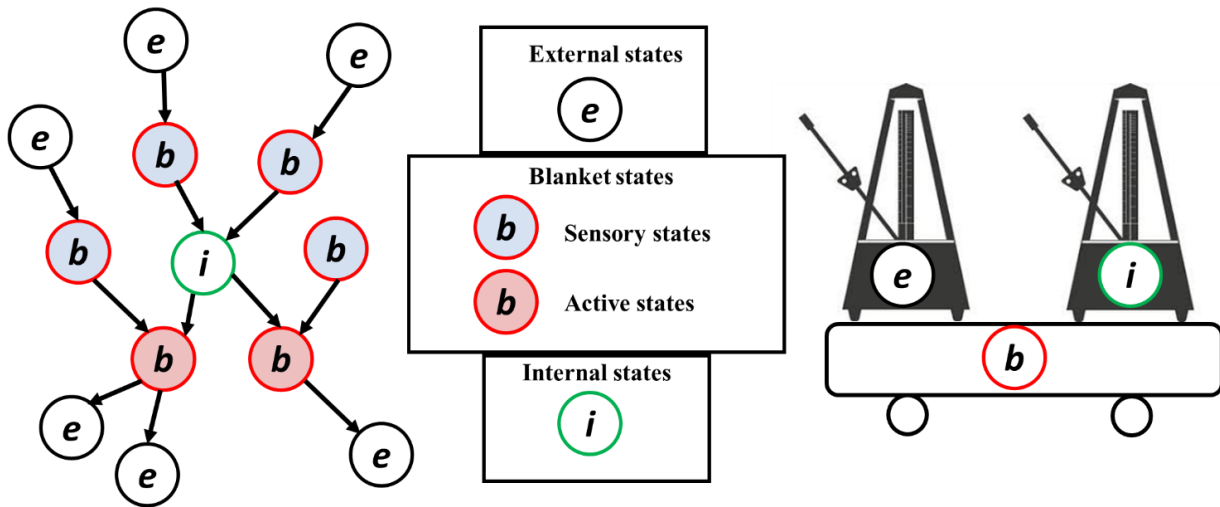 e
e
e
b
b
b
i
b
b
b
e
e
e
External states
e
Blanket states
b Sensory states
b Active states
Internal states
i
e
i
b